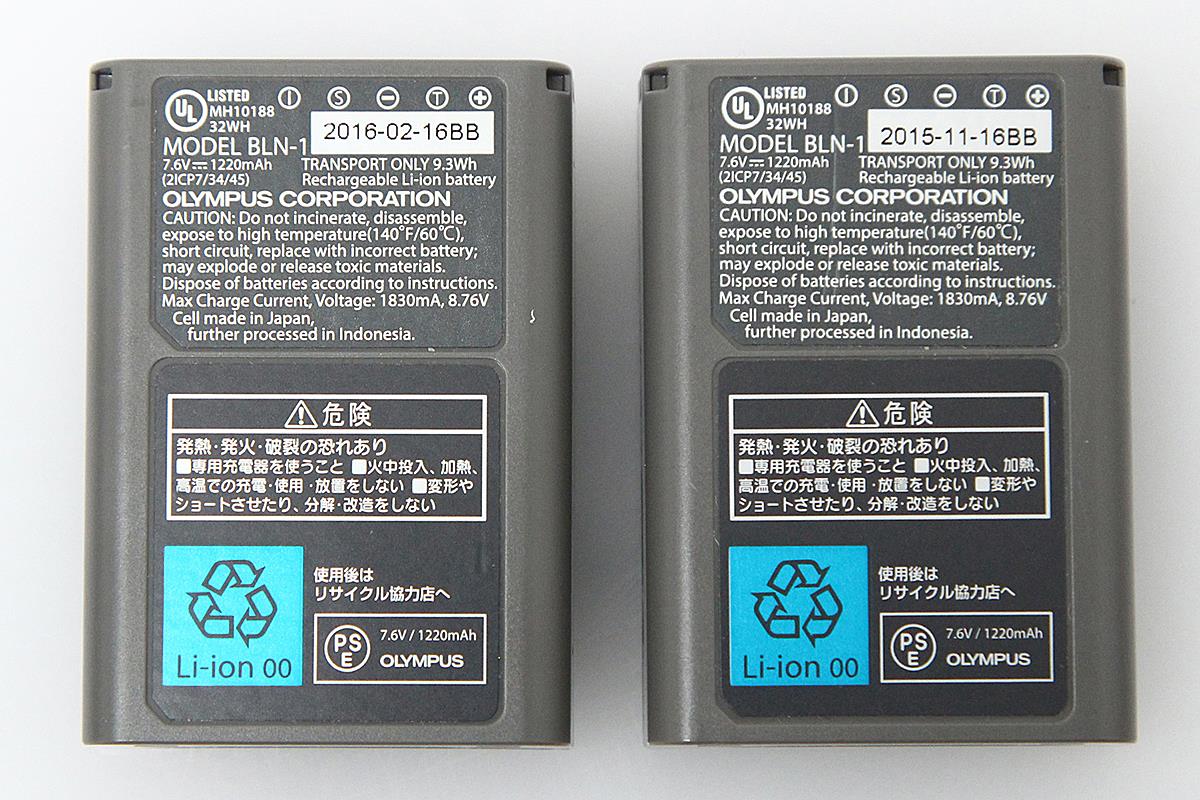 UL LISTED
MH10188
32WH
I S − T +
2016-02-16BB
MODEL BLN-1
7.6V⎓1220mAh TRANSPORT ONLY 9.3Wh
(2ICP7/34/45) Rechargeable Li-ion battery
OLYMPUS CORPORATION
CAUTION: Do not incinerate, disassemble,
expose to high temperature(140°F/60℃),
short circuit, replace with incorrect battery;
may explode or release toxic materials.
Dispose of batteries according to instructions.
Max Charge Current, Voltage: 1830mA, 8.76V
Cell made in Japan,
further processed in Indonesia.
⚠危険
発熱・発火・破裂の恐れあり
■専用充電器を使うこと ■火中投入、加熱、
高温での充電・使用・放置をしない ■変形や
ショートさせたり、分解・改造をしない
使用後は
リサイクル協力店へ
Li-ion 00
PSE 7.6V / 1220mAh
OLYMPUS
UL LISTED
MH10188
32WH
I S − T +
2015-11-16BB
MODEL BLN-1
7.6V⎓1220mAh TRANSPORT ONLY 9.3Wh
(2ICP7/34/45) Rechargeable Li-ion battery
OLYMPUS CORPORATION
CAUTION: Do not incinerate, disassemble,
expose to high temperature(140°F/60℃),
short circuit, replace with incorrect battery;
may explode or release toxic materials.
Dispose of batteries according to instructions.
Max Charge Current, Voltage: 1830mA, 8.76V
Cell made in Japan,
further processed in Indonesia.
⚠危険
発熱・発火・破裂の恐れあり
■専用充電器を使うこと ■火中投入、加熱、
高温での充電・使用・放置をしない ■変形や
ショートさせたり、分解・改造をしない
使用後は
リサイクル協力店へ
Li-ion 00
PSE 7.6V / 1220mAh
OLYMPUS